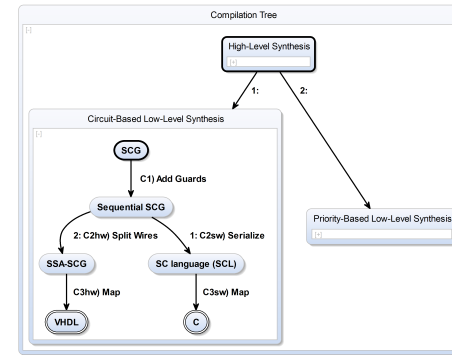 Compilation Tree
[-]
High-Level Synthesis
[+]
1:
2:
Circuit-Based Low-Level Synthesis
[-]
SCG
C1) Add Guards
Sequential SCG
2: C2hw) Split Wires
1: C2sw) Serialize
Priority-Based Low-Level Synthesis
[+]
SSA-SCG
SC language (SCL)
C3hw) Map
C3sw) Map
VHDL
C